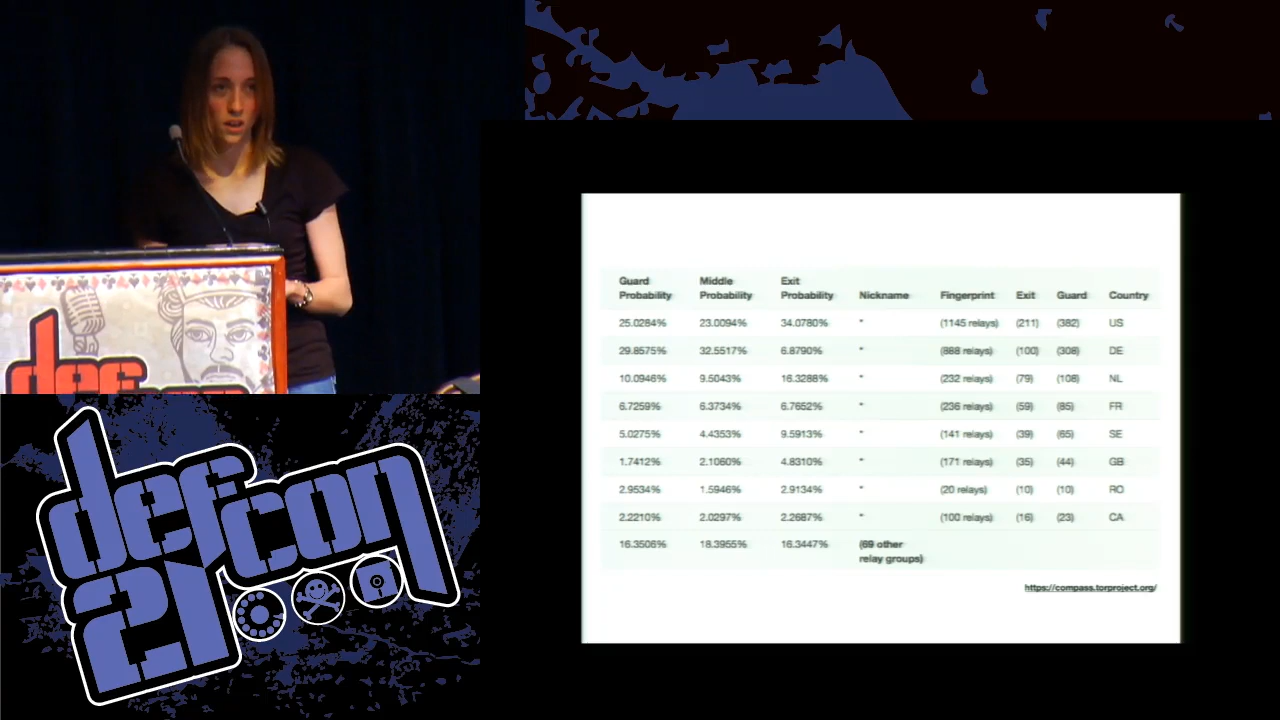 def
defcon
21
Guard Probability Middle Probability Exit Probability Nickname Fingerprint Exit Guard Country
25.0284% 23.0094% 34.0780% * (1145 relays) (211) (382) US
29.8575% 32.5517% 6.8790% * (888 relays) (100) (308) DE
10.0946% 9.5043% 16.3288% * (232 relays) (79) (108) NL
6.7259% 6.3734% 6.7652% * (236 relays) (59) (85) FR
5.0275% 4.4353% 9.5913% * (141 relays) (39) (65) SE
1.7412% 2.1060% 4.8310% * (171 relays) (35) (44) GB
2.9534% 1.5946% 2.9134% * (20 relays) (10) (10) RO
2.2210% 2.0297% 2.2687% * (100 relays) (16) (23) CA
16.3506% 18.3955% 16.3447% (69 other relay groups)
https://compass.torproject.org/